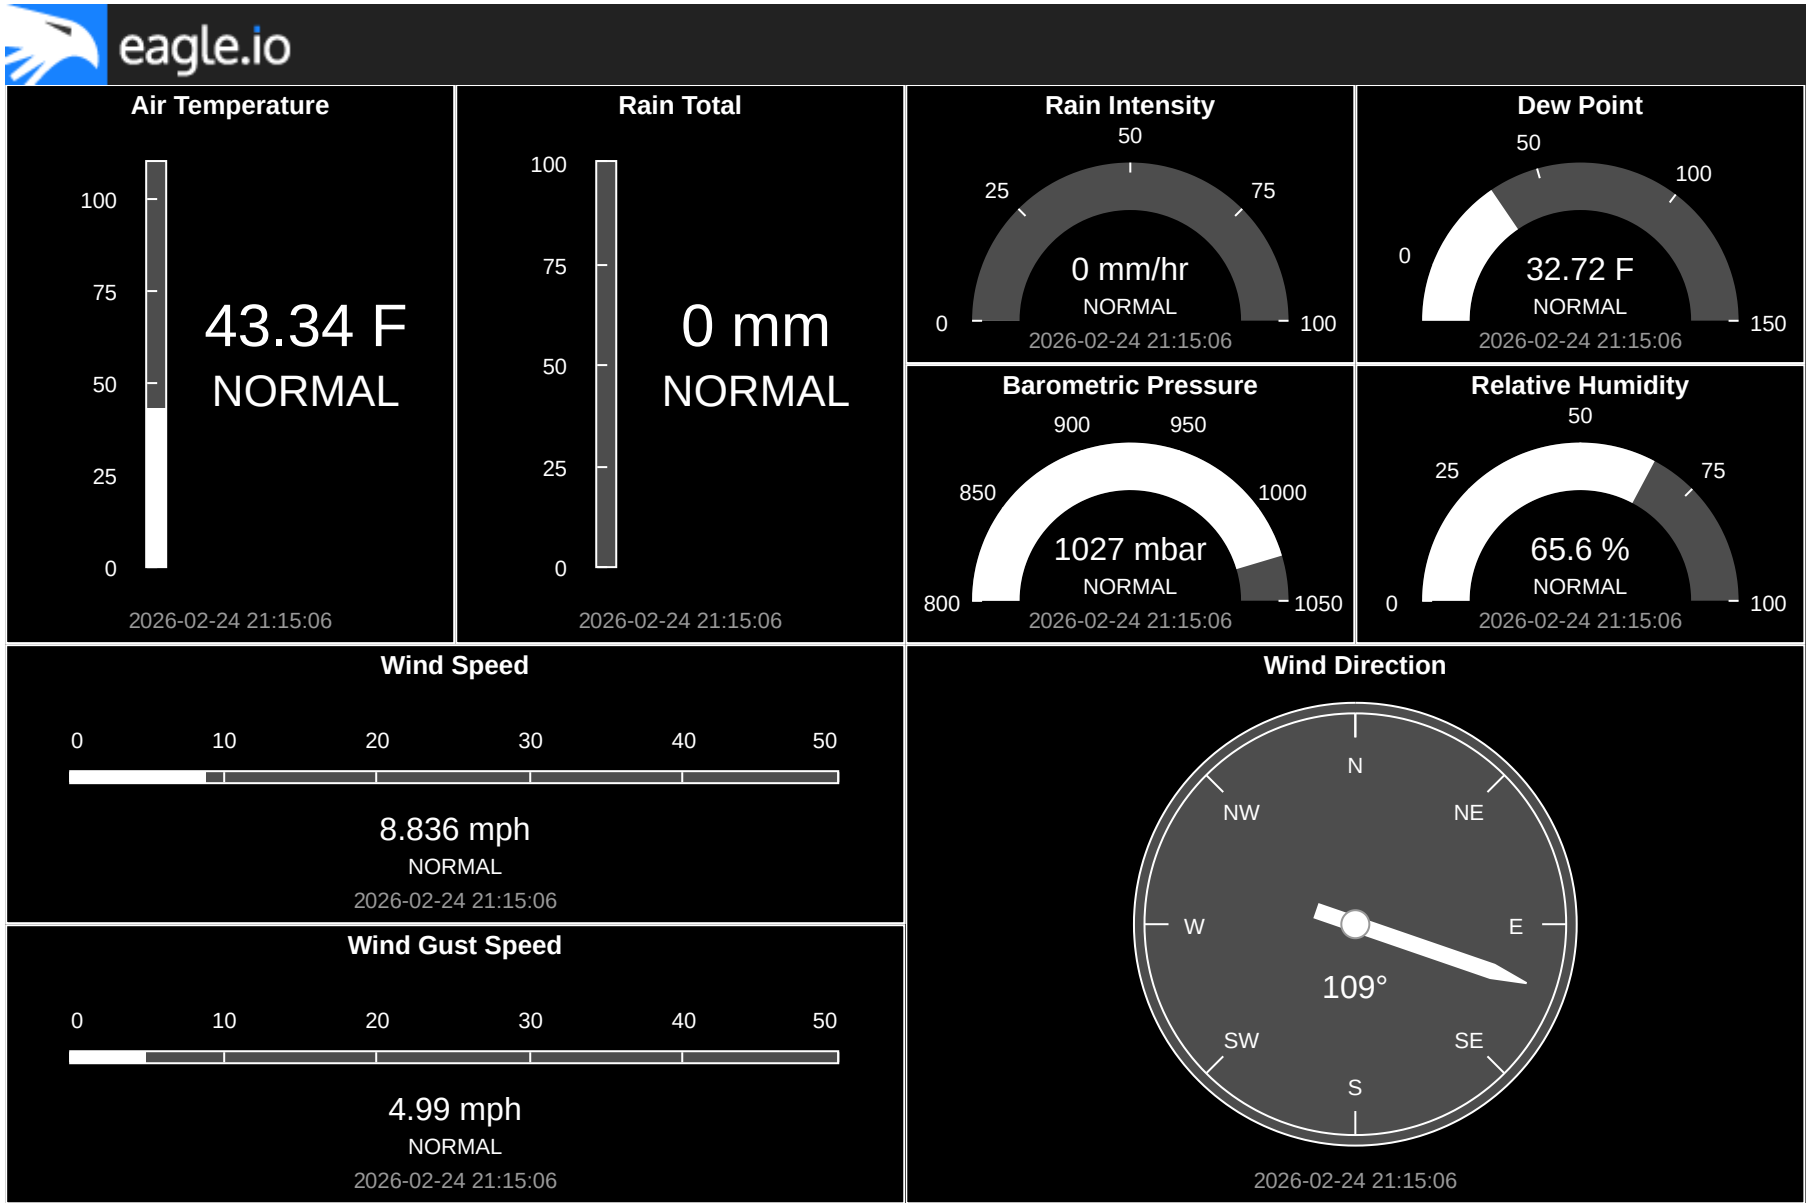 eagle.io
Air Temperature
100
75
50
25
0
43.34 F
NORMAL
2026-02-24 21:15:06
Rain Total
100
75
50
25
0
0 mm
NORMAL
2026-02-24 21:15:06
Rain Intensity
0
25
50
75
100
0 mm/hr
NORMAL
2026-02-24 21:15:06
Dew Point
0
50
100
150
32.72 F
NORMAL
2026-02-24 21:15:06
Barometric Pressure
800
850
900
950
1000
1050
1027 mbar
NORMAL
2026-02-24 21:15:06
Relative Humidity
0
25
50
75
100
65.6 %
NORMAL
2026-02-24 21:15:06
Wind Speed
0 10 20 30 40 50
8.836 mph
NORMAL
2026-02-24 21:15:06
Wind Gust Speed
0 10 20 30 40 50
4.99 mph
NORMAL
2026-02-24 21:15:06
Wind Direction
N
NW NE
W E
109°
SW SE
S
2026-02-24 21:15:06